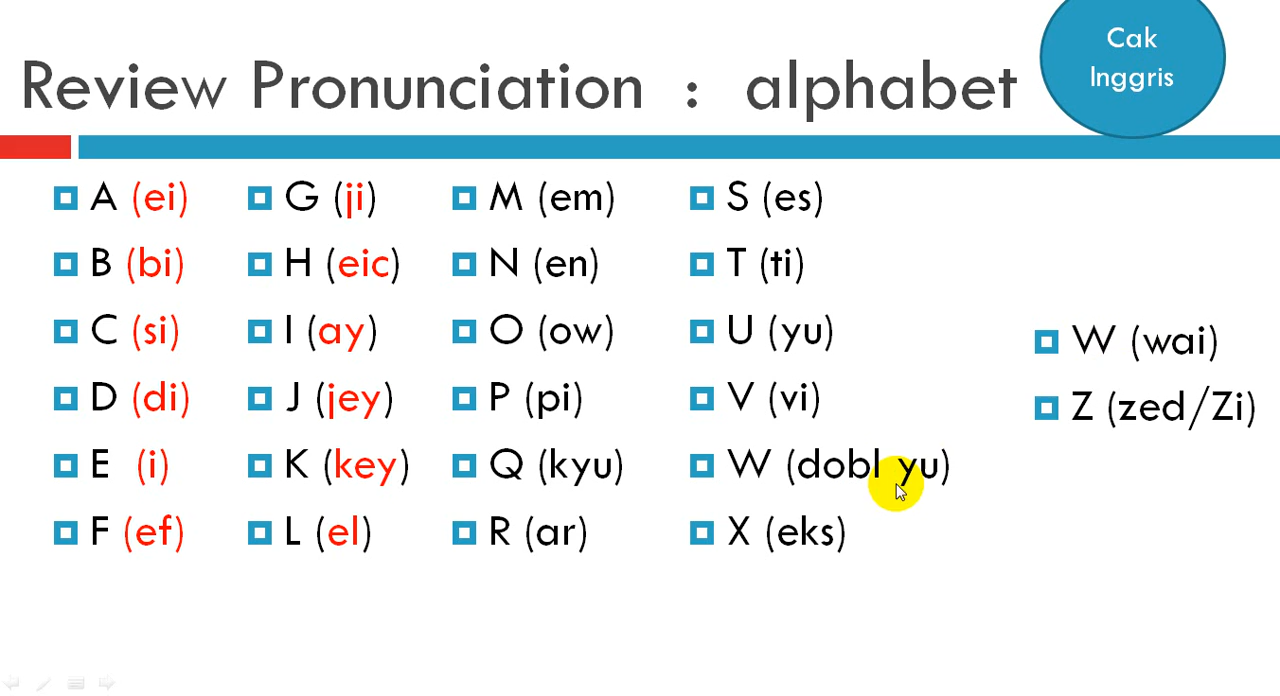 Review Pronunciation : alphabet
Cak
Inggris
A (ei)
B (bi)
C (si)
D (di)
E (i)
F (ef)
G (ji)
H (eic)
I (ay)
J (jey)
K (key)
L (el)
M (em)
N (en)
O (ow)
P (pi)
Q (kyu)
R (ar)
S (es)
T (ti)
U (yu)
V (vi)
W (dobl yu)
X (eks)
W (wai)
Z (zed/Zi)